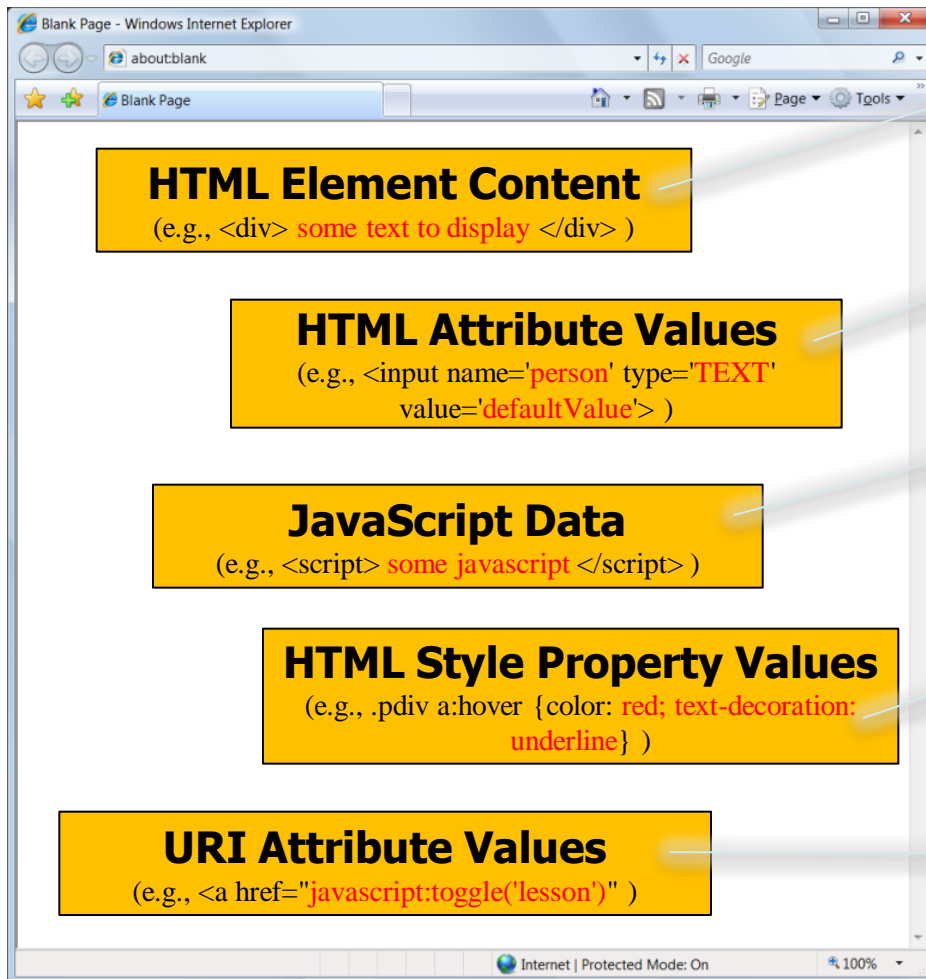 Blank Page - Windows Internet Explorer
about:blank
Google
Blank Page
Page
Tools
HTML Element Content
(e.g., <div> some text to display </div> )
HTML Attribute Values
(e.g., <input name='person' type='TEXT'
value='defaultValue'> )
JavaScript Data
(e.g., <script> some javascript </script> )
HTML Style Property Values
(e.g., .pdiv a:hover {color: red; text-decoration:
underline} )
URI Attribute Values
(e.g., <a href="javascript:toggle('lesson')" )
Internet | Protected Mode: On
100%